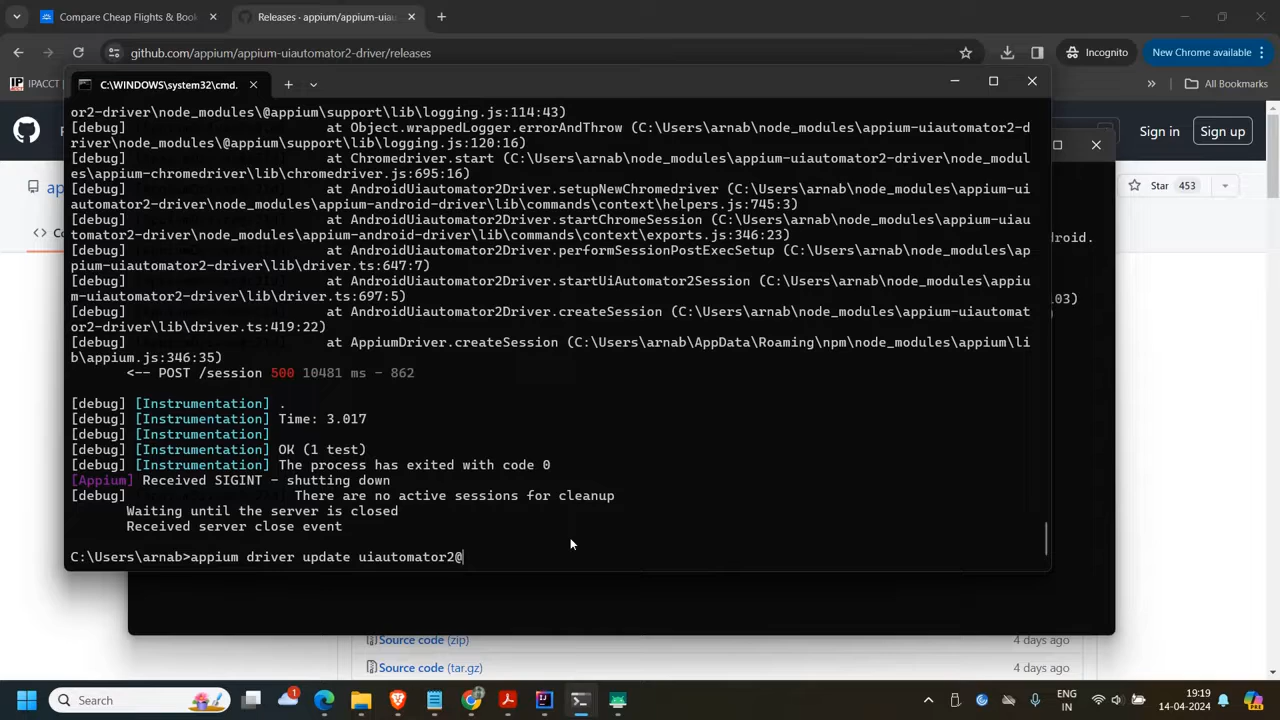 Compare Cheap Flights & Book
Releases · appium/appium-uiau
github.com/appium/appium-uiautomator2-driver/releases
Incognito
New Chrome available
IPACCT
All Bookmarks
C:\WINDOWS\system32\cmd.
Sign in
Sign up
Star 453
or2-driver\node_modules\@appium\support\lib\logging.js:114:43)
[debug] at Object.wrappedLogger.errorAndThrow (C:\Users\arnab\node_modules\appium-uiautomator2-d
river\node_modules\@appium\support\lib\logging.js:120:16)
[debug] at Chromedriver.start (C:\Users\arnab\node_modules\appium-uiautomator2-driver\node_modul
es\appium-chromedriver\lib\chromedriver.js:695:16)
[debug] at AndroidUiautomator2Driver.setupNewChromedriver (C:\Users\arnab\node_modules\appium-ui
automator2-driver\node_modules\appium-android-driver\lib\commands\context\helpers.js:745:3)
[debug] at AndroidUiautomator2Driver.startChromeSession (C:\Users\arnab\node_modules\appium-uiau
tomator2-driver\node_modules\appium-android-driver\lib\commands\context\exports.js:346:23)
[debug] at AndroidUiautomator2Driver.performSessionPostExecSetup (C:\Users\arnab\node_modules\ap
pium-uiautomator2-driver\lib\driver.ts:647:7)
[debug] at AndroidUiautomator2Driver.startUiAutomator2Session (C:\Users\arnab\node_modules\appiu
m-uiautomator2-driver\lib\driver.ts:697:5)
[debug] at AndroidUiautomator2Driver.createSession (C:\Users\arnab\node_modules\appium-uiautomat
or2-driver\lib\driver.ts:419:22)
[debug] at AppiumDriver.createSession (C:\Users\arnab\AppData\Roaming\npm\node_modules\appium\li
b\appium.js:346:35)
<-- POST /session 500 10481 ms - 862
[debug] [Instrumentation] .
[debug] [Instrumentation] Time: 3.017
[debug] [Instrumentation]
[debug] [Instrumentation] OK (1 test)
[debug] [Instrumentation] The process has exited with code 0
[Appium] Received SIGINT - shutting down
[debug] There are no active sessions for cleanup
Waiting until the server is closed
Received server close event
C:\Users\arnab>appium driver update uiautomator2@
Source code (zip)
4 days ago
Source code (tar.gz)
4 days ago
Search
1
ENG
IN
19:19
14-04-2024